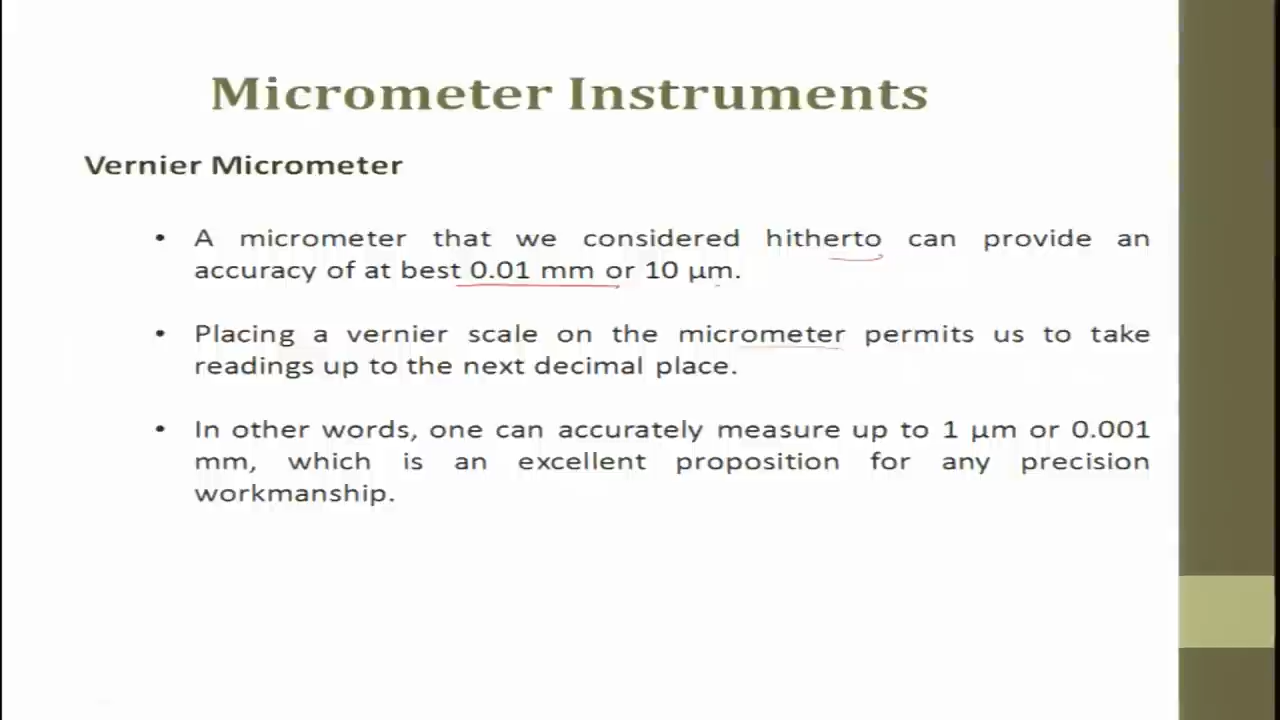 Micrometer Instruments
Vernier Micrometer
• A micrometer that we considered hitherto can provide an
accuracy of at best 0.01 mm or 10 μm.
• Placing a vernier scale on the micrometer permits us to take
readings up to the next decimal place.
• In other words, one can accurately measure up to 1 μm or 0.001
mm, which is an excellent proposition for any precision
workmanship.